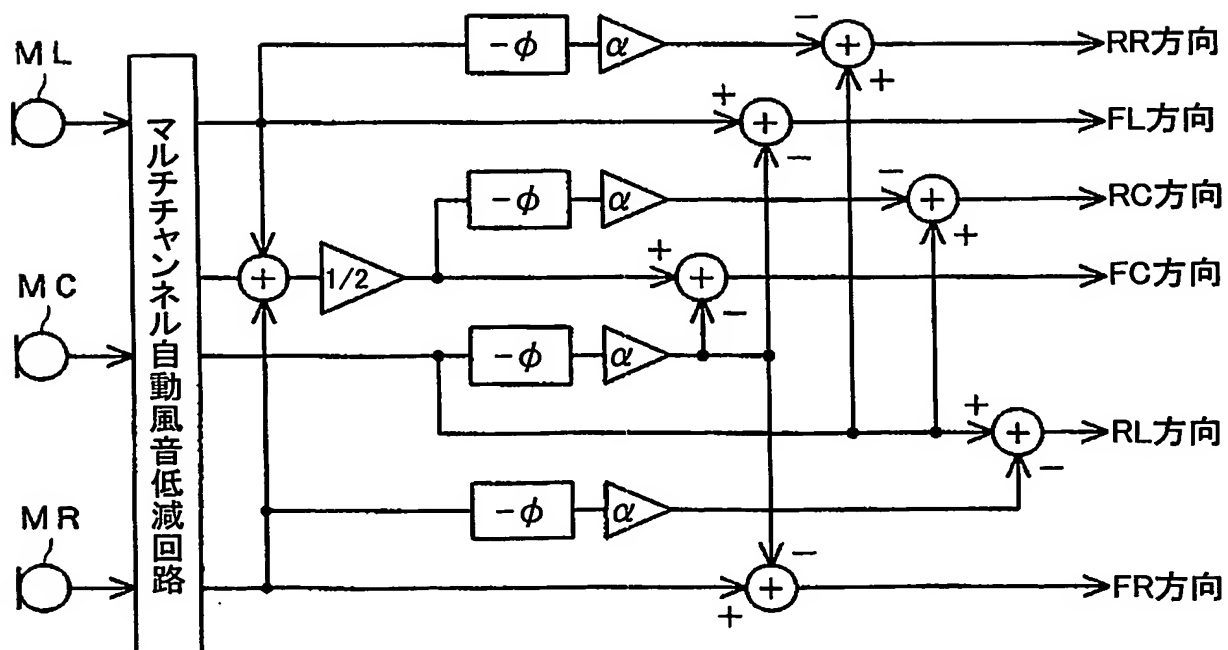 ML
MC
MR
マルチチャンネル自動風音低減回路
-φ α - + + RR方向
+ + - FL方向
-φ α - + + RC方向
+ 1/2 + + - FC方向
-φ α
+ + - RL方向
-φ α
- + + FR方向